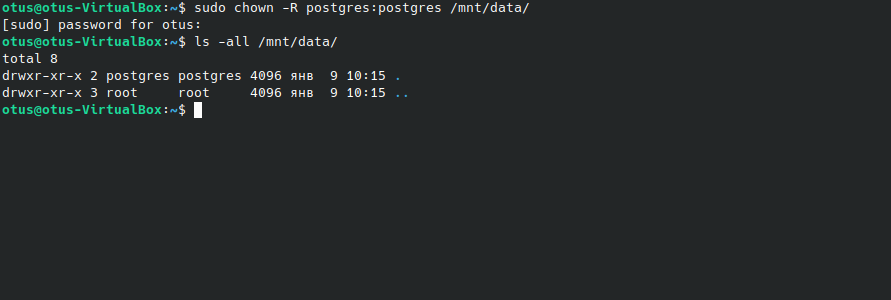 otus@otus-VirtualBox:~$ sudo chown -R postgres:postgres /mnt/data/
[sudo] password for otus:
otus@otus-VirtualBox:~$ ls -all /mnt/data/
total 8
drwxr-xr-x 2 postgres postgres 4096 янв  9 10:15 .
drwxr-xr-x 3 root     root     4096 янв  9 10:15 ..
otus@otus-VirtualBox:~$